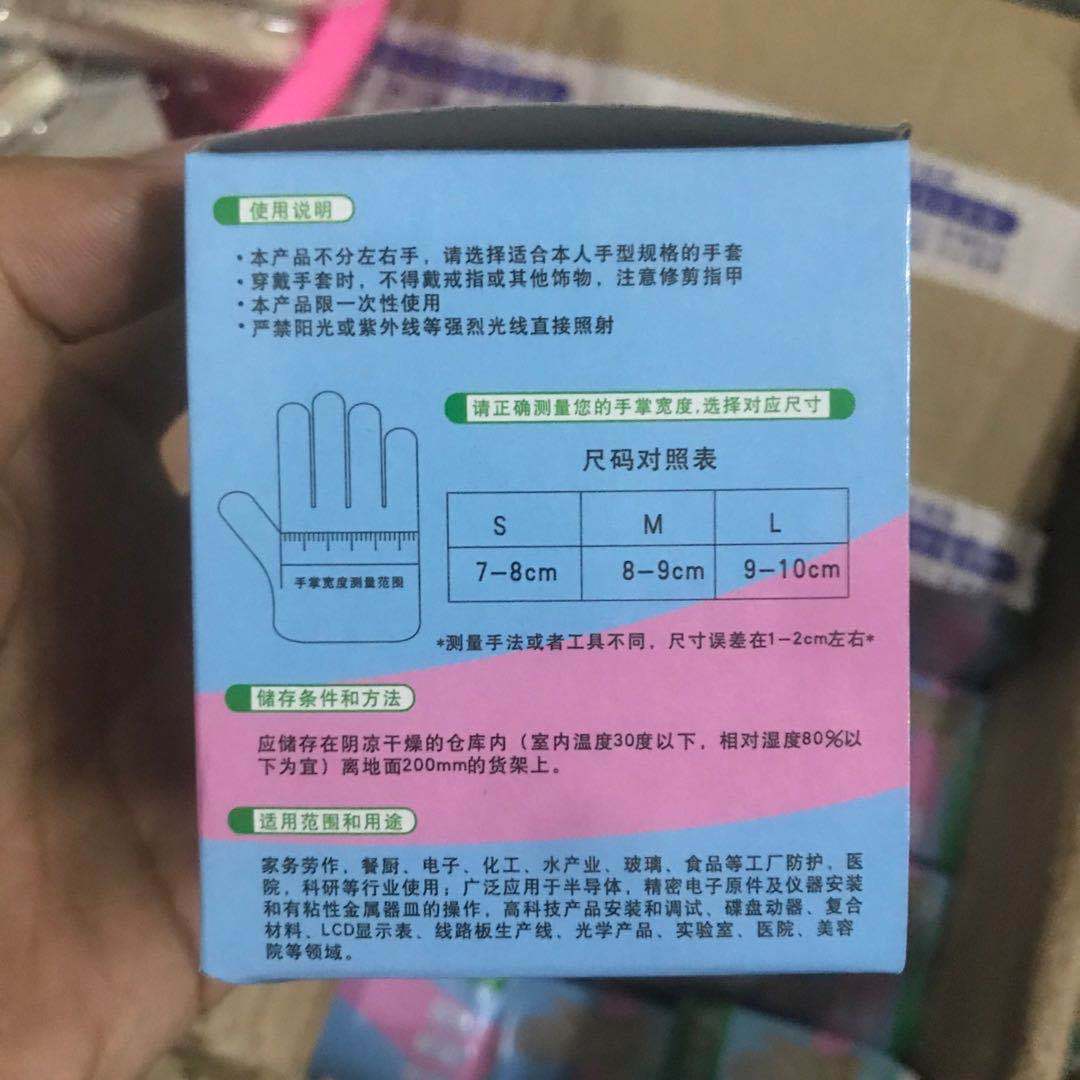 使用说明
·本产品不分左右手，请选择适合本人手型规格的手套
·穿戴手套时，不得戴戒指或其他饰物，注意修剪指甲
·本产品限一次性使用
·严禁阳光或紫外线等强烈光线直接照射
请正确测量您的手掌宽度,选择对应尺寸
尺码对照表
S M L
7-8cm 8-9cm 9-10cm
手掌宽度测量范围
*测量手法或者工具不同，尺寸误差在1-2cm左右*
储存条件和方法
应储存在阴凉干燥的仓库内（室内温度30度以下，相对湿度80%以
下为宜）离地面200mm的货架上。
适用范围和用途
家务劳作、餐厨、电子、化工、水产业、玻璃、食品等工厂防护、医
院，科研等行业使用；广泛应用于半导体，精密电子原件及仪器安装
和有粘性金属器皿的操作，高科技产品安装和调试、碟盘动器、复合
材料、LCD显示表、线路板生产线、光学产品、实验室、医院、美容
院等领域。